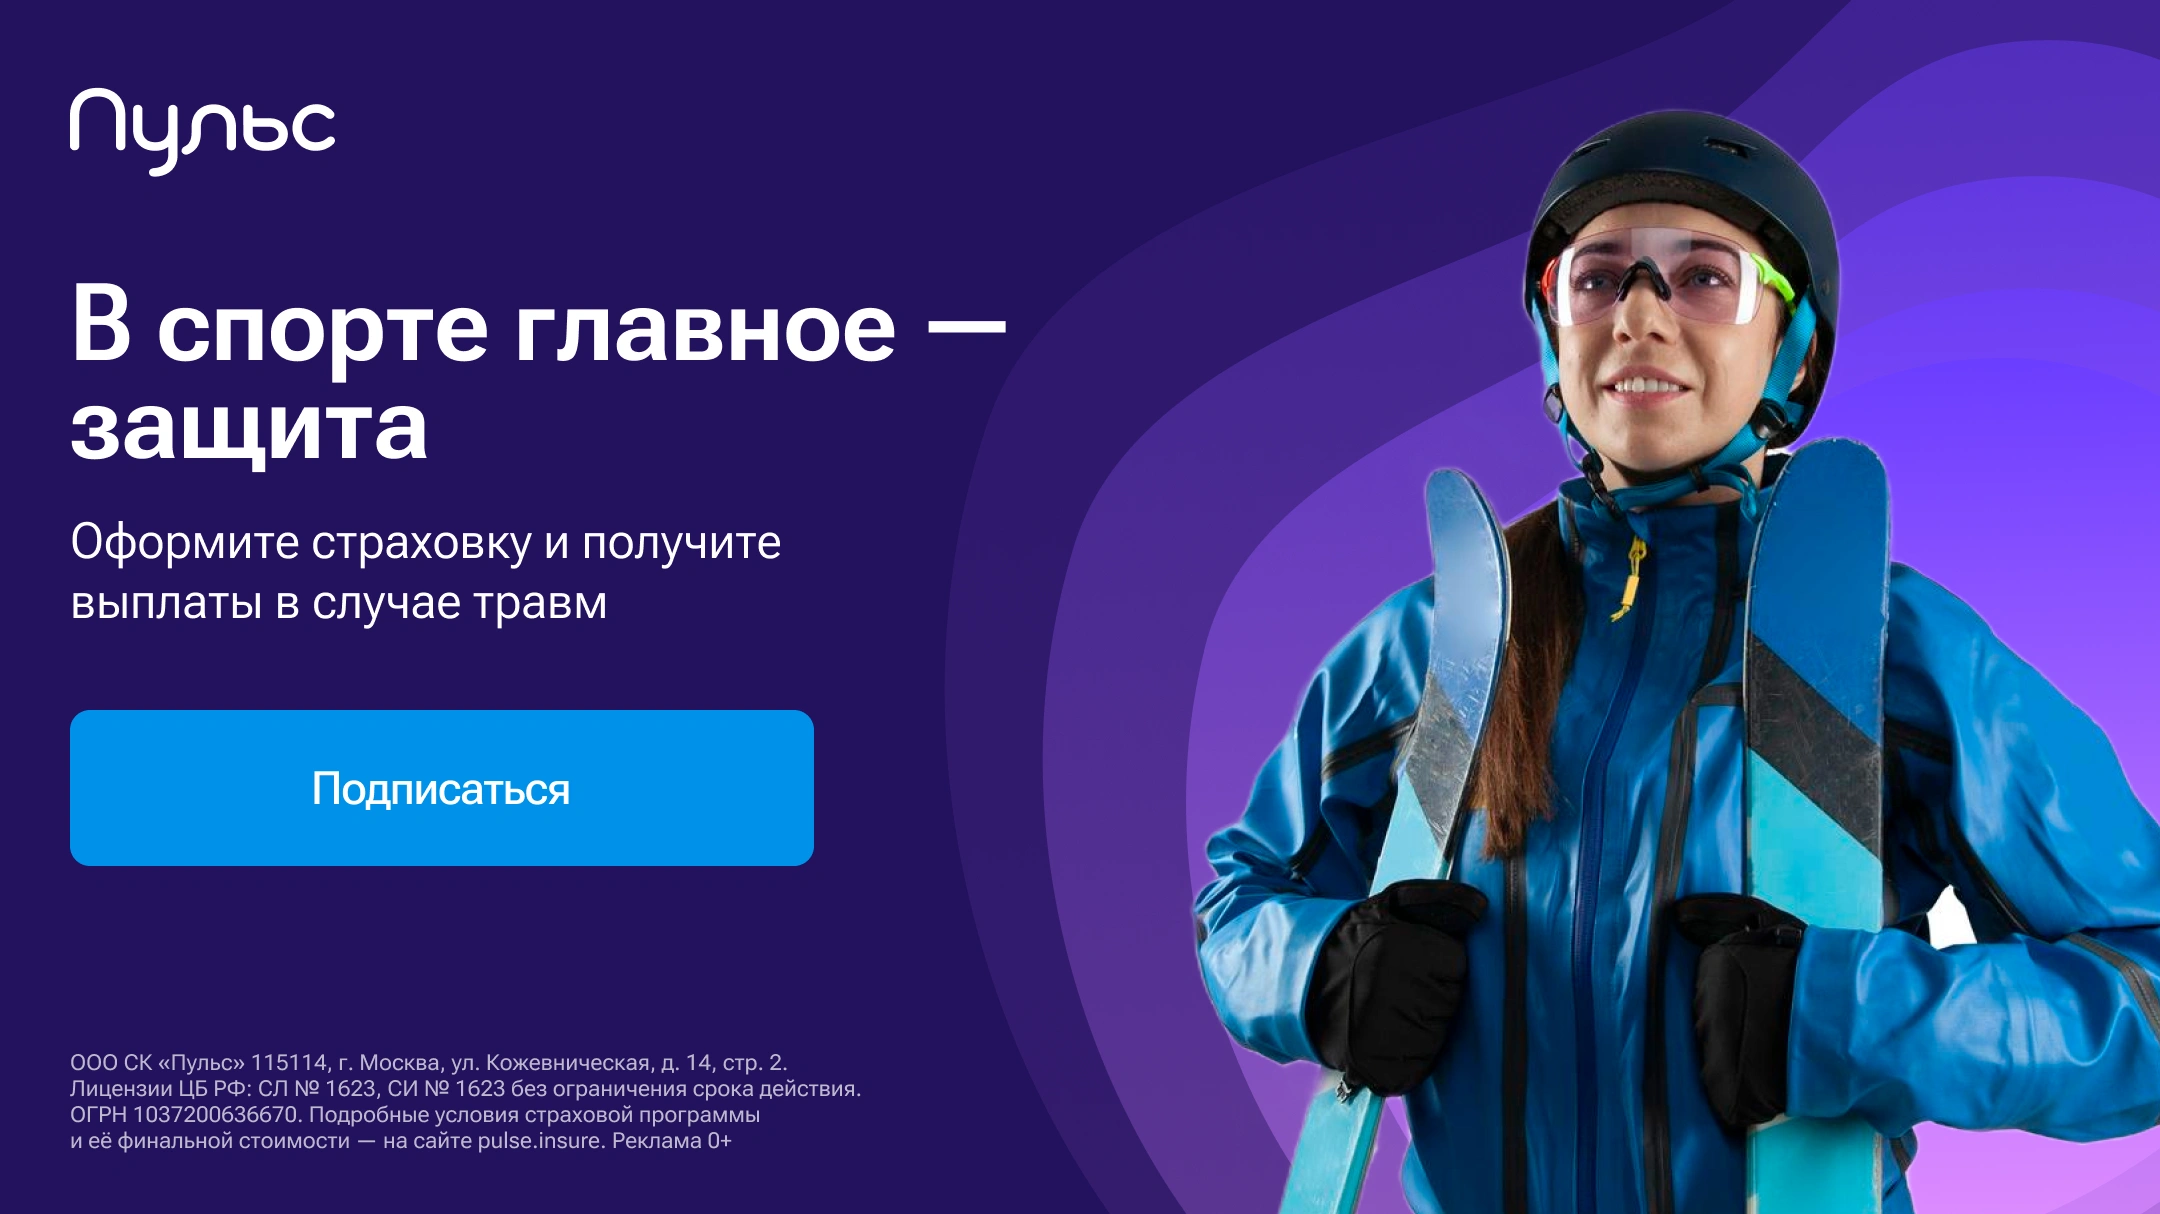 Пульс
В спорте главное —
защита
Оформите страховку и получите
выплаты в случае травм
Подписаться
ООО СК «Пульс» 115114, г. Москва, ул. Кожевническая, д. 14, стр. 2.
Лицензии ЦБ РФ: СЛ № 1623, СИ № 1623 без ограничения срока действия.
ОГРН 1037200636670. Подробные условия страховой программы
и её финальной стоимости — на сайте pulse.insure. Реклама 0+